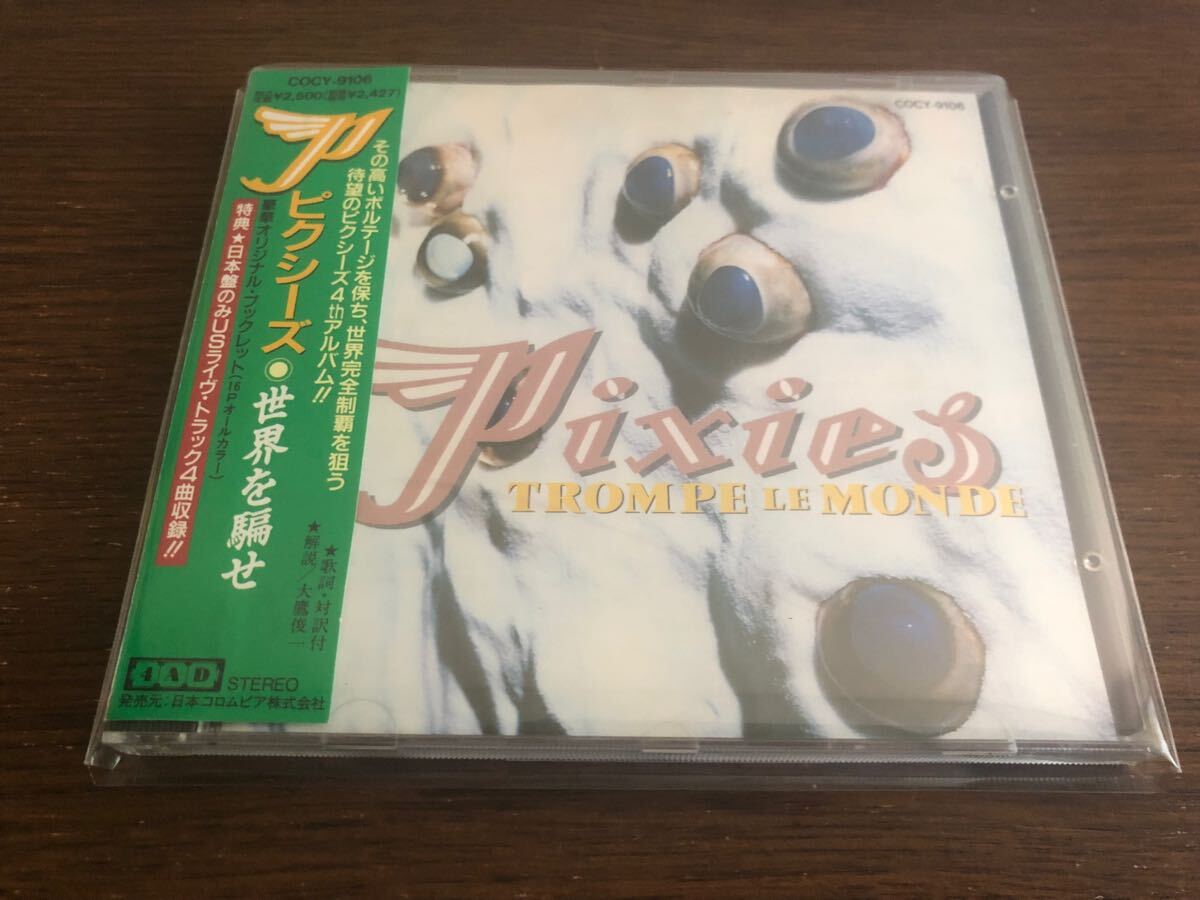 COCY-9106
¥2,500 ¥2,427
その高いボルテージを保ち、世界完全制覇を狙う
待望のピクシーズ4thアルバム!!
ピクシーズ●世界を騙せ
豪華オリジナル・ブックレット(16Pオールカラー)
特典★日本盤のみUSライヴ・トラック4曲収録!!
★歌詞・対訳付
★解説/大鷹俊一
4AD STEREO
発売元:日本コロムビア株式会社
COCY-9106
Pixies
TROMPE LE MONDE